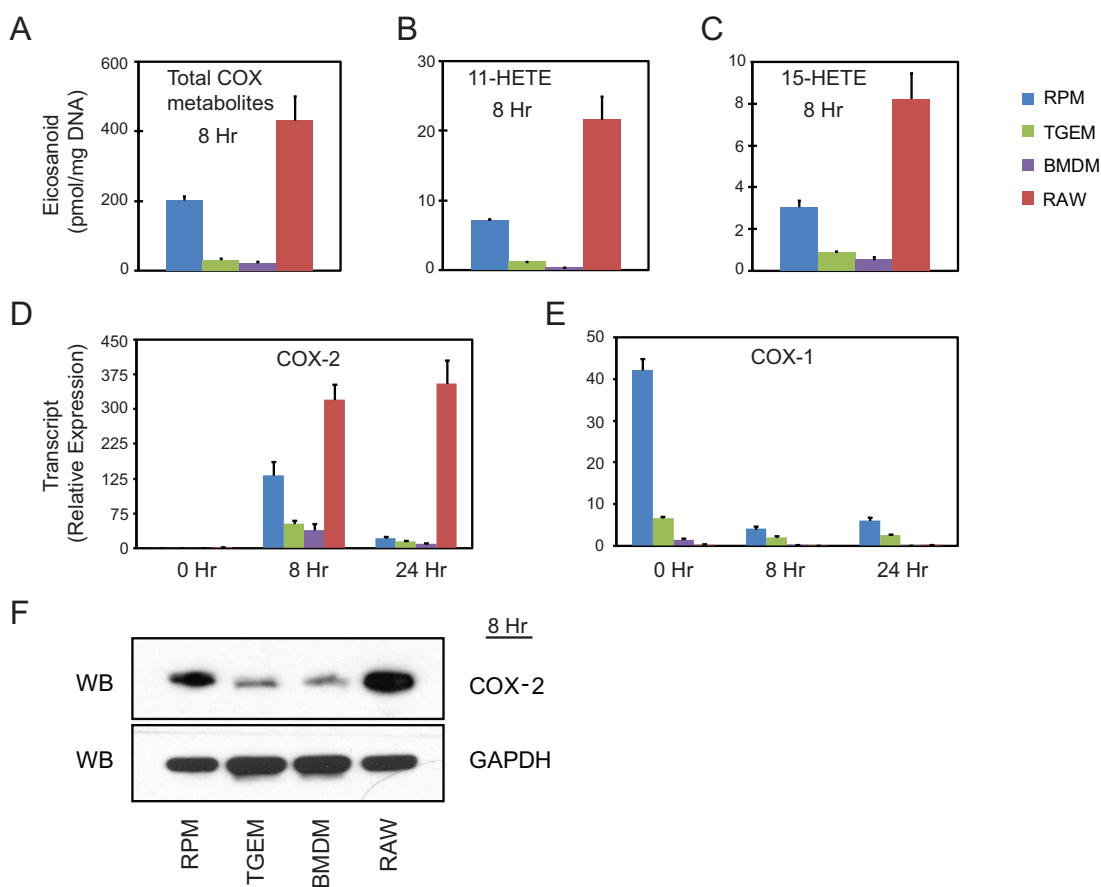 A
B
C
Eicosanoid
(pmol/mg DNA)
600
400
200
0
Total COX
metabolites
8 Hr
30
20
10
0
11-HETE
8 Hr
10
8
6
4
2
0
15-HETE
8 Hr
RPM
TGEM
BMDM
RAW
D
E
Transcript
(Relative Expression)
450
375
300
225
125
75
0
COX-2
0 Hr 8 Hr 24 Hr
50
40
30
20
10
0
COX-1
0 Hr 8 Hr 24 Hr
F
8 Hr
WB COX-2
WB GAPDH
RPM TGEM BMDM RAW